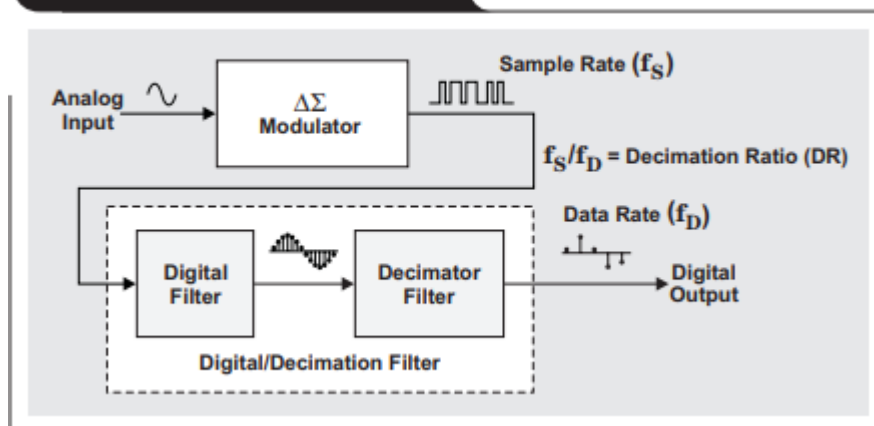 Sample Rate (fS)
Analog
Input
ΔΣ
Modulator
fS/fD = Decimation Ratio (DR)
Data Rate (fD)
Digital
Filter
Decimator
Filter
Digital
Output
Digital/Decimation Filter